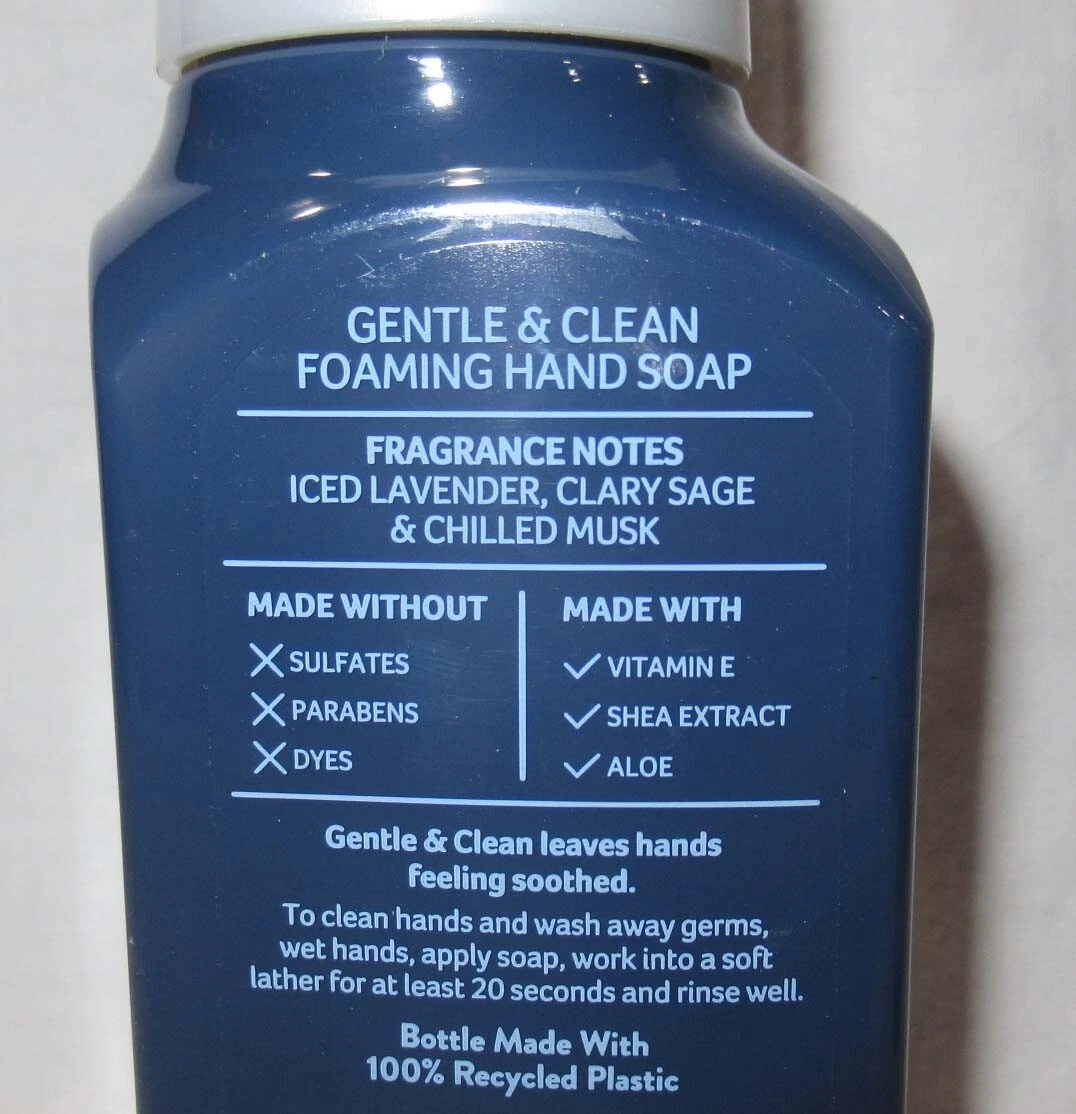 GENTLE & CLEAN
FOAMING HAND SOAP
FRAGRANCE NOTES
ICED LAVENDER, CLARY SAGE
& CHILLED MUSK
MADE WITHOUT
SULFATES
PARABENS
DYES
MADE WITH
VITAMIN E
SHEA EXTRACT
ALOE
Gentle & Clean leaves hands
feeling soothed.
To clean hands and wash away germs,
wet hands, apply soap, work into a soft
lather for at least 20 seconds and rinse well.
Bottle Made With
100% Recycled Plastic